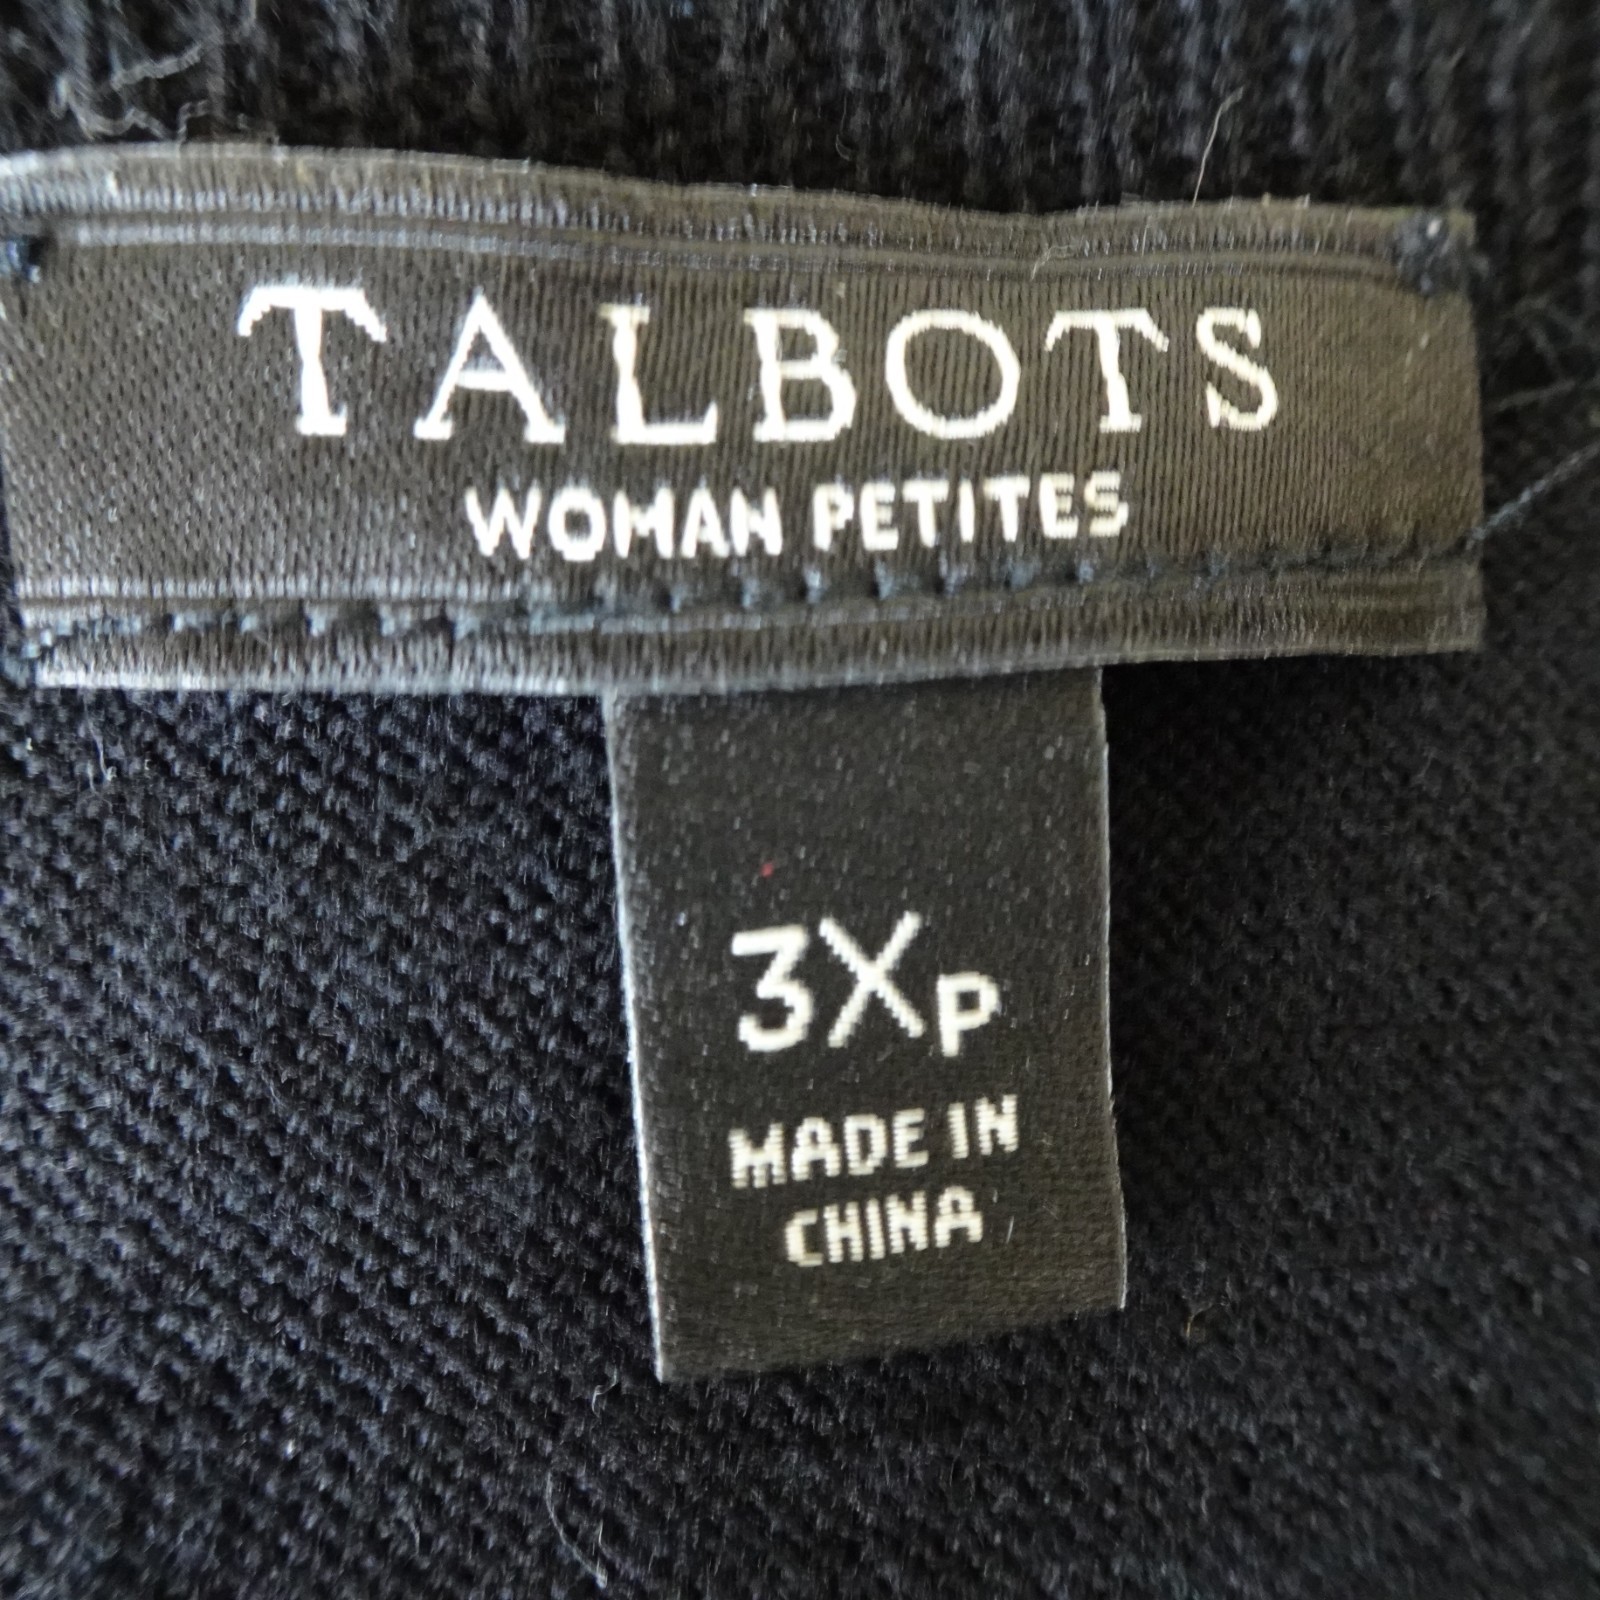 TALBOTS
WOMAN PETITES
3XP
MADE IN
CHINA